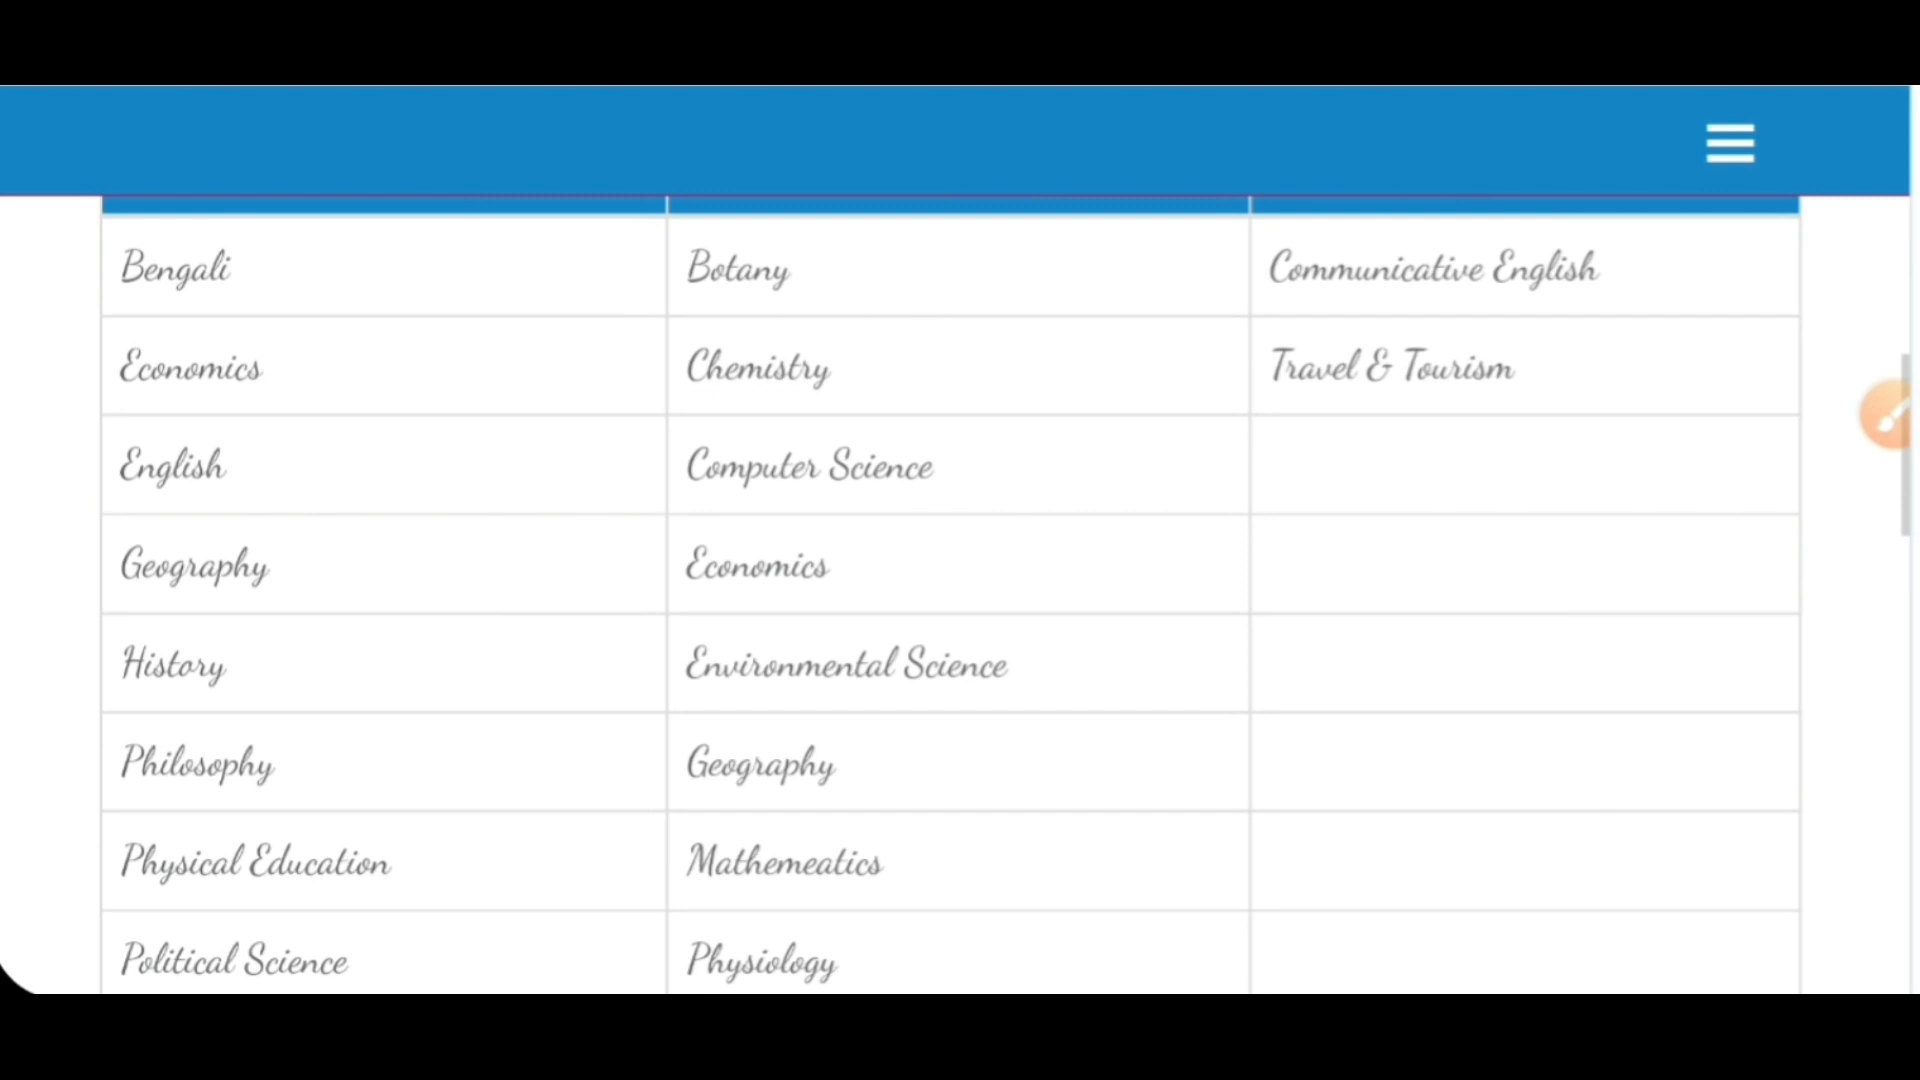 Bengali Botany Communicative English
Economics Chemistry Travel & Tourism
English Computer Science
Geography Economics
History Environmental Science
Philosophy Geography
Physical Education Mathemeatics
Political Science Physiology